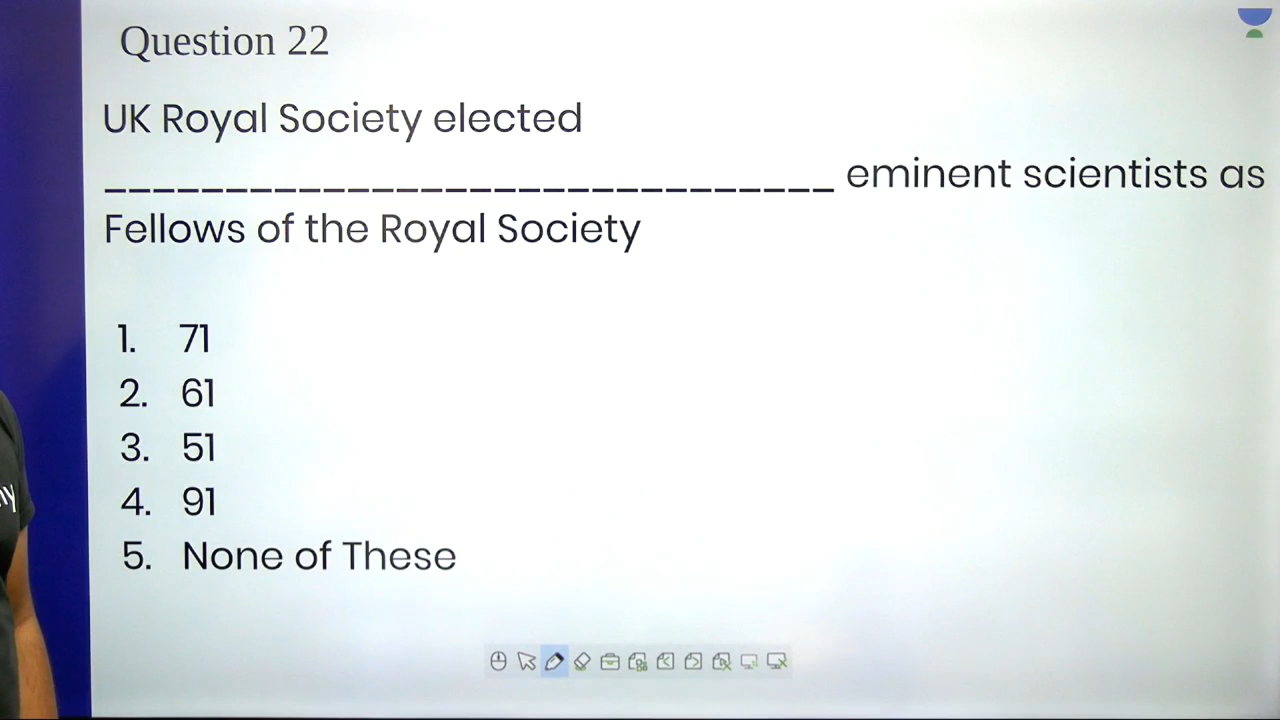 Question 22
UK Royal Society elected
______________________________ eminent scientists as
Fellows of the Royal Society
1. 71
2. 61
3. 51
4. 91
5. None of These